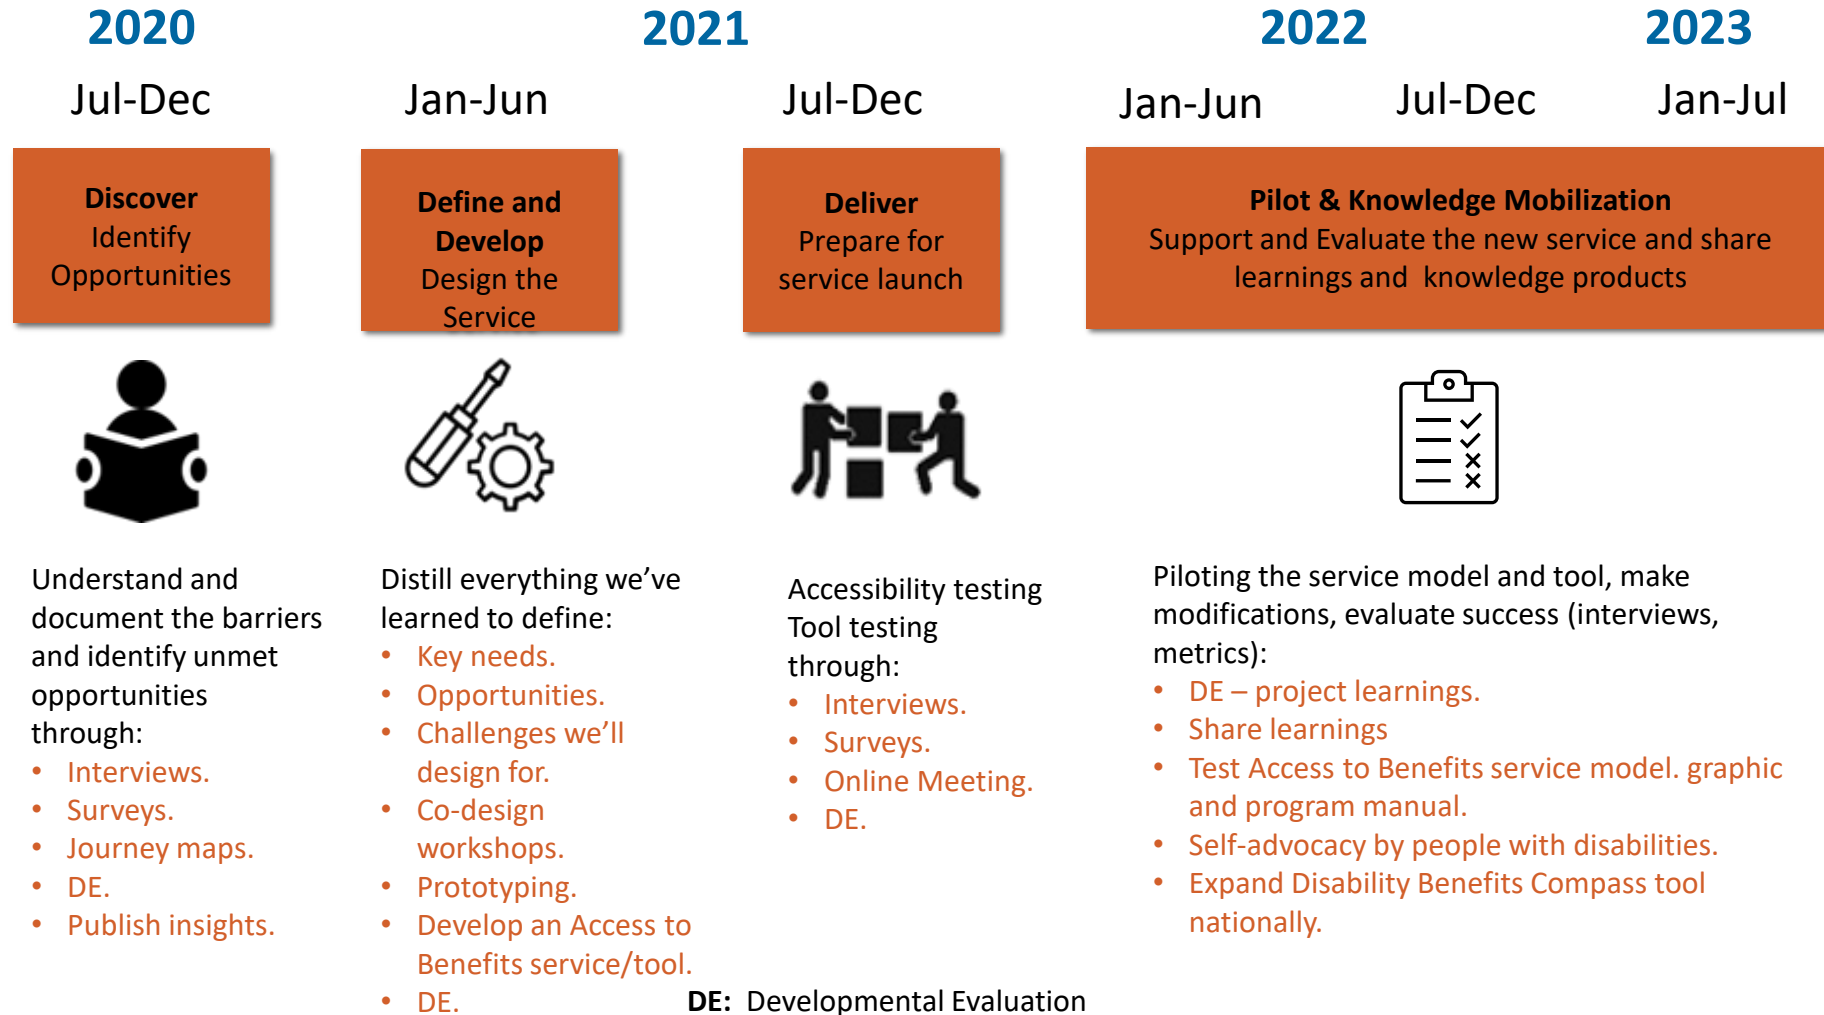 2020
2021
2022
2023
Jul-Dec
Jan-Jun
Jul-Dec
Jan-Jun
Jul-Dec
Jan-Jul
Discover
Identify
Opportunities
Define and
Develop
Design the
Service
Deliver
Prepare for
service launch
Pilot & Knowledge Mobilization
Support and Evaluate the new service and share
learnings and  knowledge products
Understand and
document the barriers
and identify unmet
opportunities
through:
• Interviews.
• Surveys.
• Journey maps.
• DE.
• Publish insights.
Distill everything we’ve
learned to define:
• Key needs.
• Opportunities.
• Challenges we’ll
design for.
• Co-design
workshops.
• Prototyping.
• Develop an Access to
Benefits service/tool.
• DE.
Accessibility testing
Tool testing
through:
• Interviews.
• Surveys.
• Online Meeting.
• DE.
Piloting the service model and tool, make
modifications, evaluate success (interviews,
metrics):
• DE – project learnings.
• Share learnings
• Test Access to Benefits service model. graphic
and program manual.
• Self-advocacy by people with disabilities.
• Expand Disability Benefits Compass tool
nationally.
DE:  Developmental Evaluation